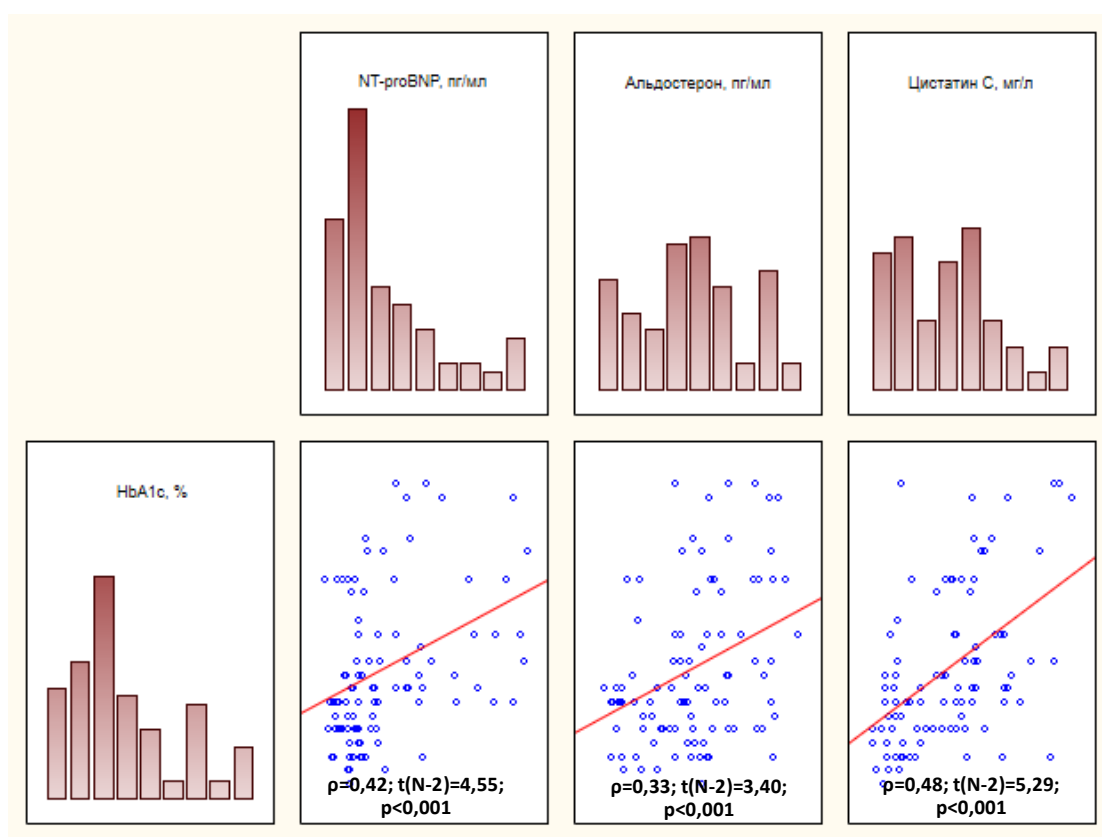 NT-proBNP, пг/мл
Альдостерон, пг/мл
Цистатин С, мг/л
HbA1c, %
ρ=0,42; t(N-2)=4,55;
p<0,001
ρ=0,33; t(N-2)=3,40;
p<0,001
ρ=0,48; t(N-2)=5,29;
p<0,001